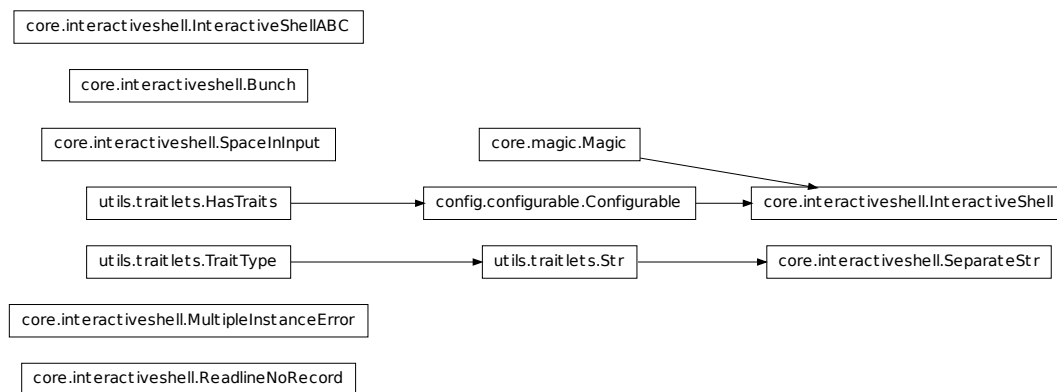 core.interactiveshell.InteractiveShellABC
core.interactiveshell.Bunch
core.interactiveshell.SpaceInInput
core.magic.Magic
utils.traitlets.HasTraits
config.configurable.Configurable
core.interactiveshell.InteractiveShell
utils.traitlets.TraitType
utils.traitlets.Str
core.interactiveshell.SeparateStr
core.interactiveshell.MultipleInstanceError
core.interactiveshell.ReadlineNoRecord